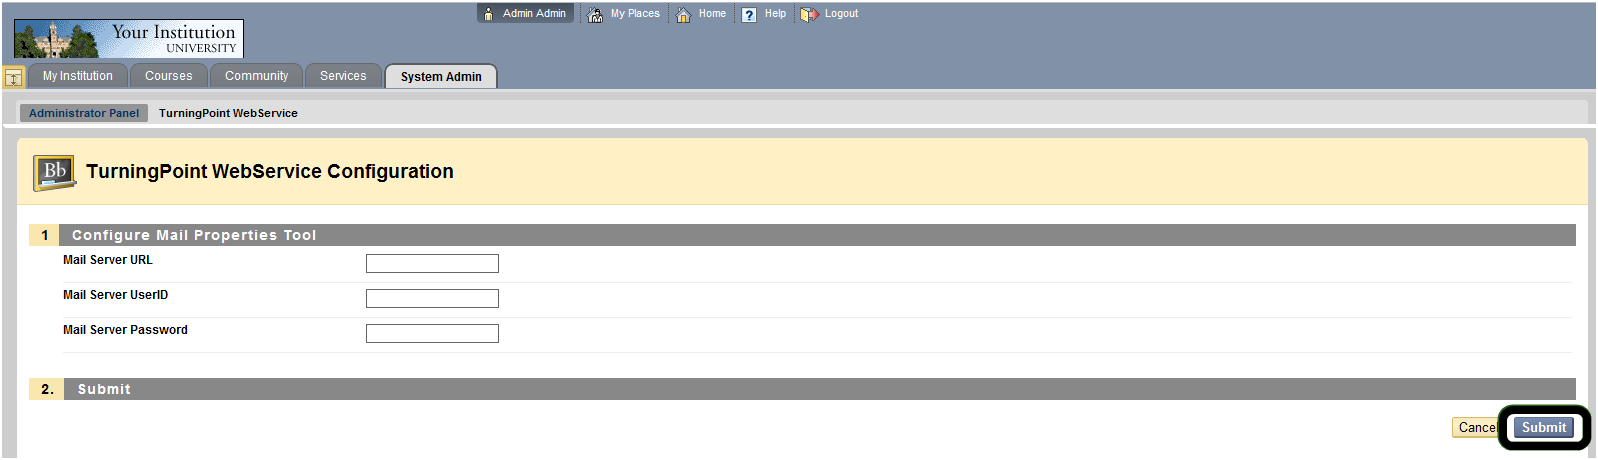 Admin Admin My Places Home ? Help Logout
Your Institution
UNIVERSITY
My Institution Courses Community Services System Admin
Administrator Panel TurningPoint WebService
Bb TurningPoint WebService Configuration
1 Configure Mail Properties Tool
Mail Server URL
Mail Server UserID
Mail Server Password
2. Submit
Cancel Submit